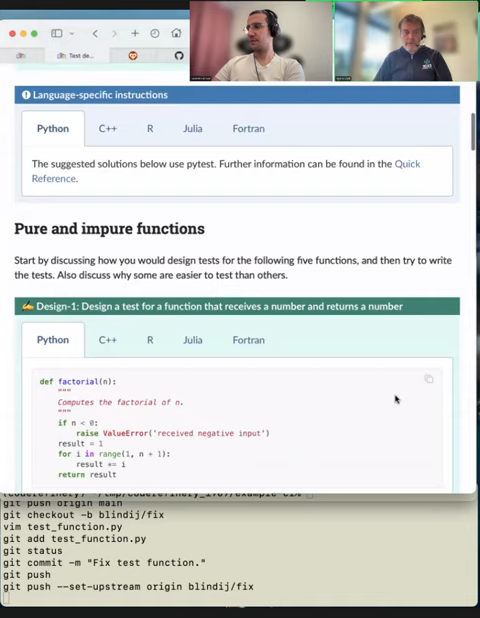 Test de...
Language-specific instructions
Python C++ R Julia Fortran
The suggested solutions below use pytest. Further information can be found in the Quick
Reference.
Pure and impure functions
Start by discussing how you would design tests for the following five functions, and then try to write
the tests. Also discuss why some are easier to test than others.
Design-1: Design a test for a function that receives a number and returns a number
Python C++ R Julia Fortran
def factorial(n):
"""
Computes the factorial of n.
"""
if n < 0:
raise ValueError('received negative input')
result = 1
for i in range(1, n + 1):
result *= i
return result
git push origin main
git checkout -b blindij/fix
vim test_function.py
git add test_function.py
git status
git commit -m "Fix test function."
git push
git push --set-upstream origin blindij/fix